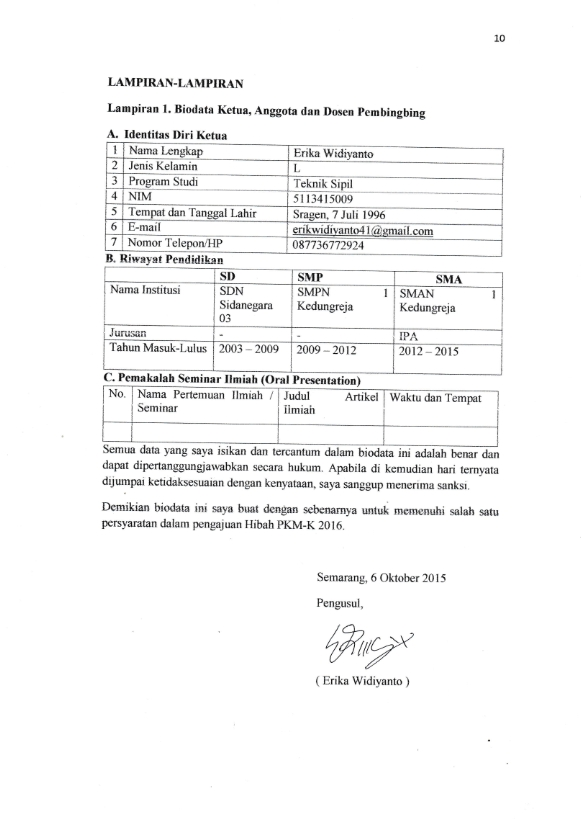 10
LAMPIRAN-LAMPIRAN
Lampiran 1. Biodata Ketua, Anggota dan Dosen Pembingbing
A. Identitas Diri Ketua
1 Nama Lengkap Erika Widiyanto
2 Jenis Kelamin L
3 Program Studi Teknik Sipil
4 NIM 5113415009
5 Tempat dan Tanggal Lahir Sragen, 7 Juli 1996
6 E-mail erikwidiyanto41@gmail.com
7 Nomor Telepon/HP 087736772924
B. Riwayat Pendidikan
SD SMP SMA
Nama Institusi SDN SMPN 1 SMAN 1
Sidanegara Kedungreja Kedungreja
03
Jurusan - - IPA
Tahun Masuk-Lulus 2003 – 2009 2009 – 2012 2012 – 2015
C. Pemakalah Seminar Ilmiah (Oral Presentation)
No. Nama Pertemuan Ilmiah / Judul Artikel Waktu dan Tempat
Seminar Ilmiah
Semua data yang saya isikan dan tercantum dalam biodata ini adalah benar dan
dapat dipertanggungjawabkan secara hukum. Apabila di kemudian hari ternyata
dijumpai ketidaksesuaian dengan kenyataan, saya sanggup menerima sanksi.
Demikian biodata ini saya buat dengan sebenarnya untuk memenuhi salah satu
persyaratan dalam pengajuan Hibah PKM-K 2016.
Semarang, 6 Oktober 2015
Pengusul,
( Erika Widiyanto )